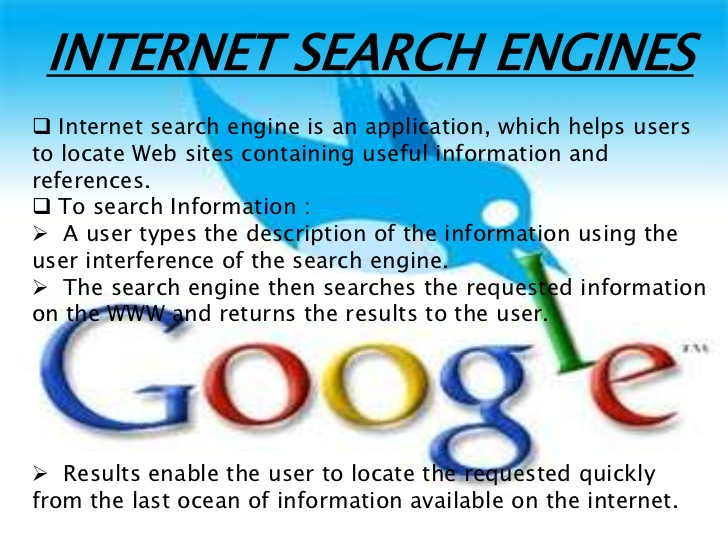 INTERNET SEARCH ENGINES
❑ Internet search engine is an application, which helps users
to locate Web sites containing useful information and
references.
❑ To search Information :
➢ A user types the description of the information using the
user interference of the search engine.
➢ The search engine then searches the requested information
on the WWW and returns the results to the user.
Google™
➢ Results enable the user to locate the requested quickly
from the last ocean of information available on the internet.